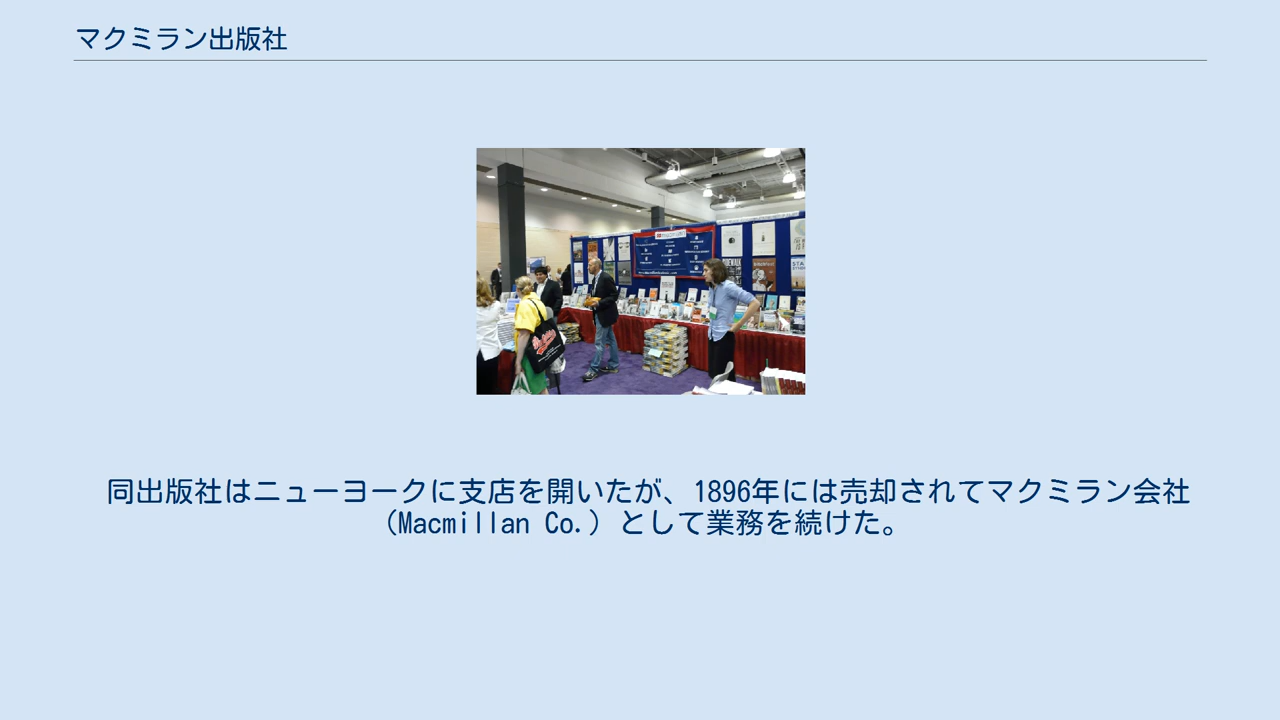 マクミラン出版社
同出版社はニューヨークに支店を開いたが、1896年には売却されてマクミラン会社
（Macmillan Co.）として業務を続けた。